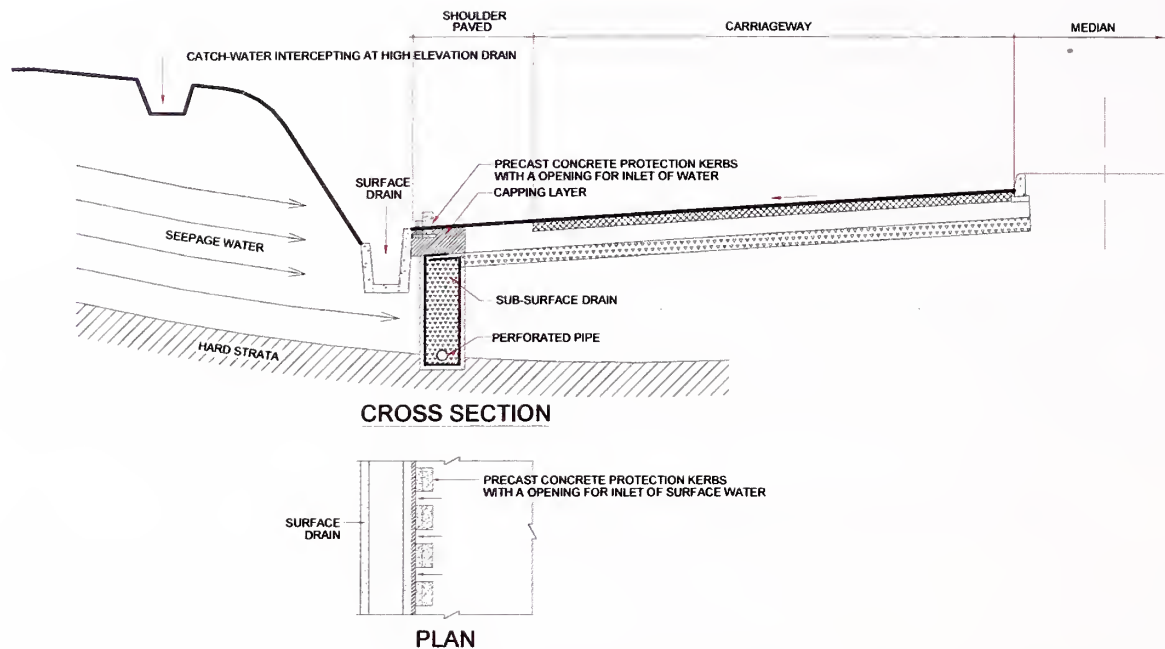 SHOULDER
PAVED
CARRIAGEWAY
MEDIAN
CATCH-WATER INTERCEPTING AT HIGH ELEVATION DRAIN
PRECAST CONCRETE PROTECTION KERBS
WITH A OPENING FOR INLET OF WATER
CAPPING LAYER
SURFACE
DRAIN
SEEPAGE WATER
SUB-SURFACE DRAIN
PERFORATED PIPE
HARD STRATA
CROSS SECTION
PRECAST CONCRETE PROTECTION KERBS
WITH A OPENING FOR INLET OF SURFACE WATER
SURFACE
DRAIN
PLAN